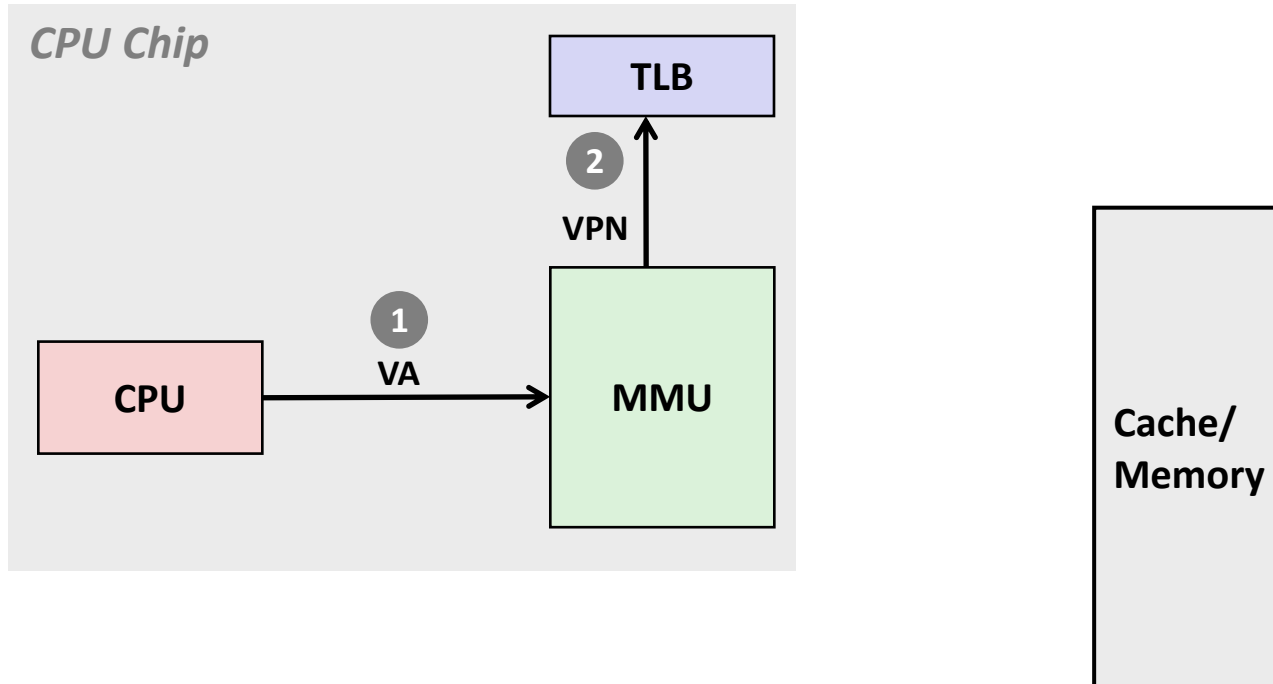 CPU Chip
TLB
2
VPN
1
VA
CPU
MMU
Cache/
Memory